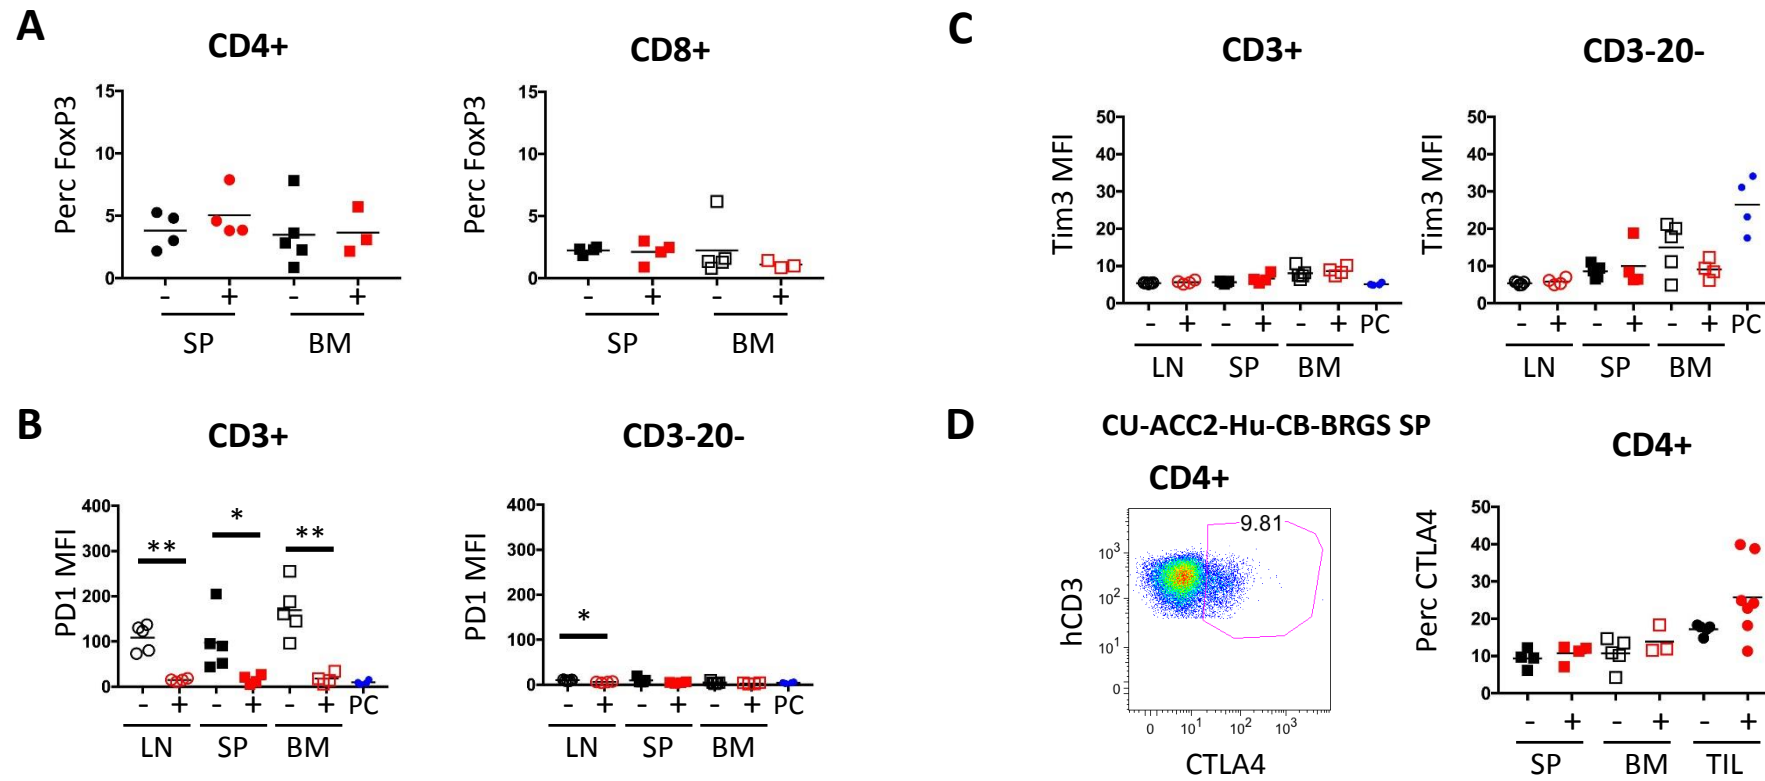 A
CD4+
Perc FoxP3
15
10
5
0
- + - +
SP BM
CD8+
Perc FoxP3
15
10
5
0
- + - +
SP BM
B
CD3+
PD1 MFI
400
300
200
100
0
** * **
- + - + - + PC
LN SP BM
CD3-20-
PD1 MFI
400
300
200
100
0
*
- + - + - + PC
LN SP BM
C
CD3+
Tim3 MFI
50
40
30
20
10
0
- + - + - + PC
LN SP BM
CD3-20-
Tim3 MFI
50
40
30
20
10
0
- + - + - + PC
LN SP BM
D
CU-ACC2-Hu-CB-BRGS SP
CD4+
hCD3
9.81
10³
10²
10¹
0
0 10¹ 10² 10³
CTLA4
CD4+
Perc CTLA4
50
40
30
20
10
0
- + - + - +
SP BM TIL